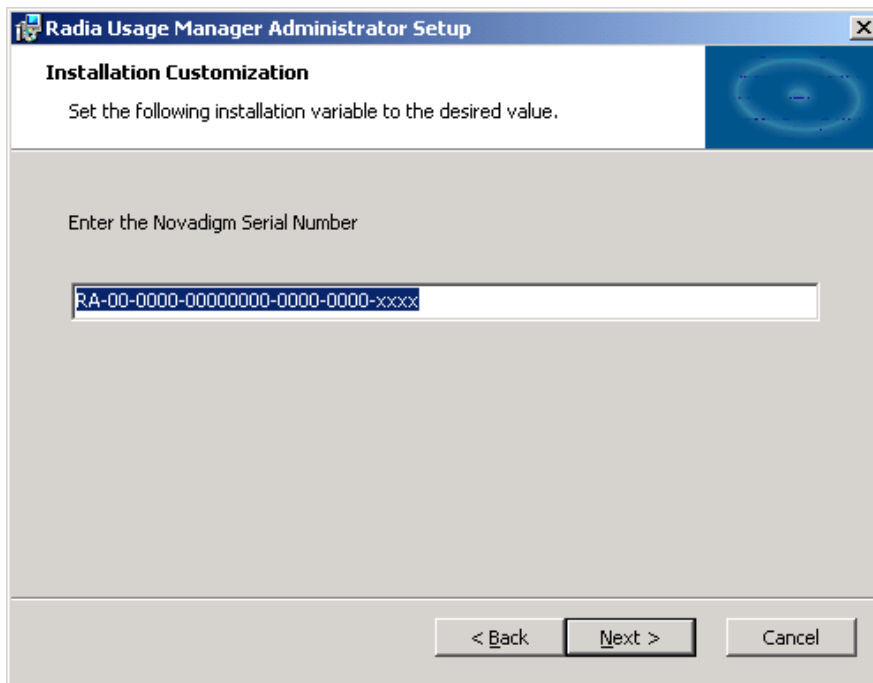 Radia Usage Manager Administrator Setup
Installation Customization
Set the following installation variable to the desired value.
Enter the Novadigm Serial Number
RA-00-0000-00000000-0000-0000-xxxx
< Back Next > Cancel